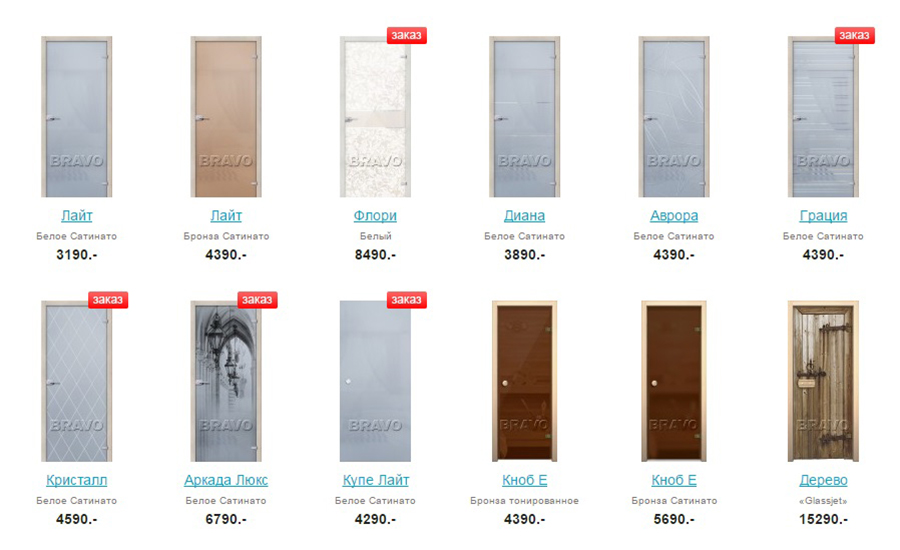 заказ
заказ
BRAVO
BRAVO
BRAVO
BRAVO
BRAVO
BRAVO
Лайт
Лайт
Флори
Диана
Аврора
Грация
Белое Сатинато
Бронза Сатинато
Белый
Белое Сатинато
Белое Сатинато
Белое Сатинато
3190.-
4390.-
8490.-
3890.-
4390.-
4390.-
заказ
заказ
заказ
BRAVO
BRAVO
BRAVO
BRAVO
BRAVO
BRAVO
Кристалл
Аркада Люкс
Купе Лайт
Кноб Е
Кноб Е
Дерево
Белое Сатинато
Белое Сатинато
Белое Сатинато
Бронза тонированное
Бронза Сатинато
«Glassjet»
4590.-
6790.-
4290.-
4390.-
5690.-
15290.-